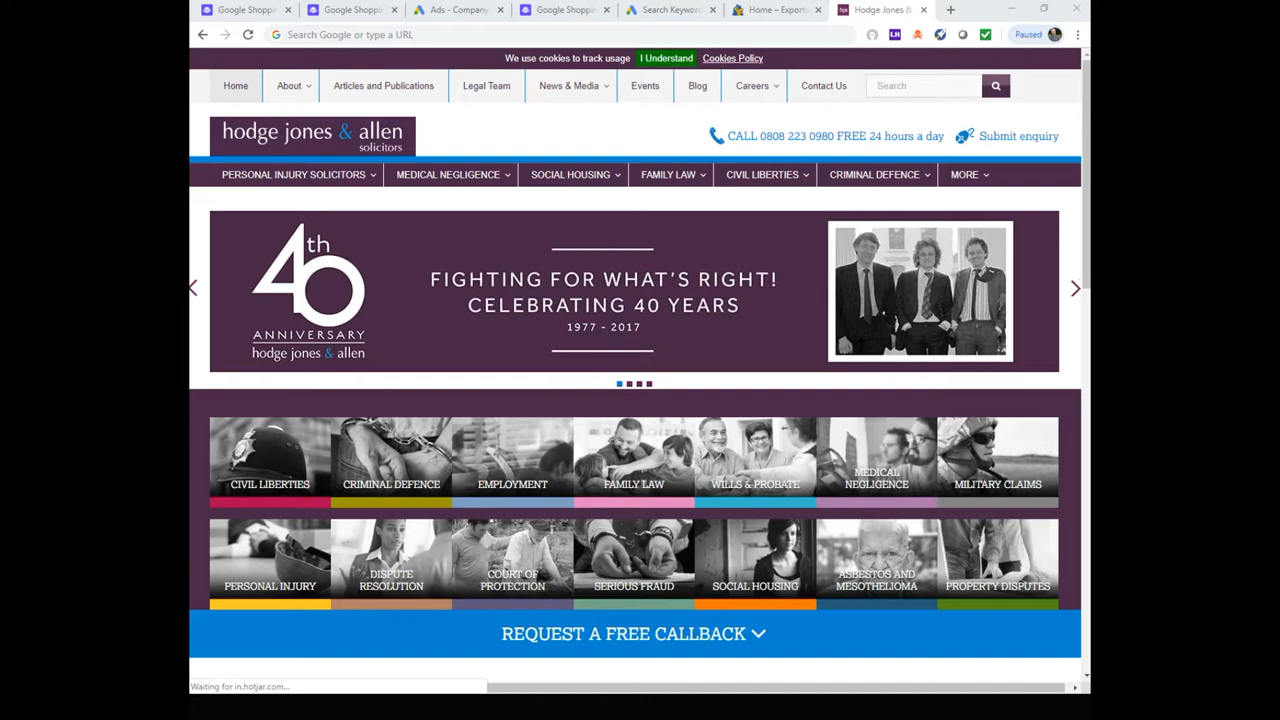 Google Shoppin
Google Shoppin
Ads - Company
Google Shoppin
Search Keyword
Home – Exports
Hodge Jones &
Search Google or type a URL
Paused
We use cookies to track usage I Understand Cookies Policy
Home About Articles and Publications Legal Team News & Media Events Blog Careers Contact Us Search
hodge jones & allen
solicitors
CALL 0808 223 0980 FREE 24 hours a day Submit enquiry
PERSONAL INJURY SOLICITORS MEDICAL NEGLIGENCE SOCIAL HOUSING FAMILY LAW CIVIL LIBERTIES CRIMINAL DEFENCE MORE
40th
ANNIVERSARY
hodge jones & allen
FIGHTING FOR WHAT'S RIGHT!
CELEBRATING 40 YEARS
1977 - 2017
CIVIL LIBERTIES
CRIMINAL DEFENCE
EMPLOYMENT
FAMILY LAW
WILLS & PROBATE
MEDICAL
NEGLIGENCE
MILITARY CLAIMS
PERSONAL INJURY
DISPUTE
RESOLUTION
COURT OF
PROTECTION
SERIOUS FRAUD
SOCIAL HOUSING
ASBESTOS AND
MESOTHELIOMA
PROPERTY DISPUTES
REQUEST A FREE CALLBACK
Waiting for in.hotjar.com...